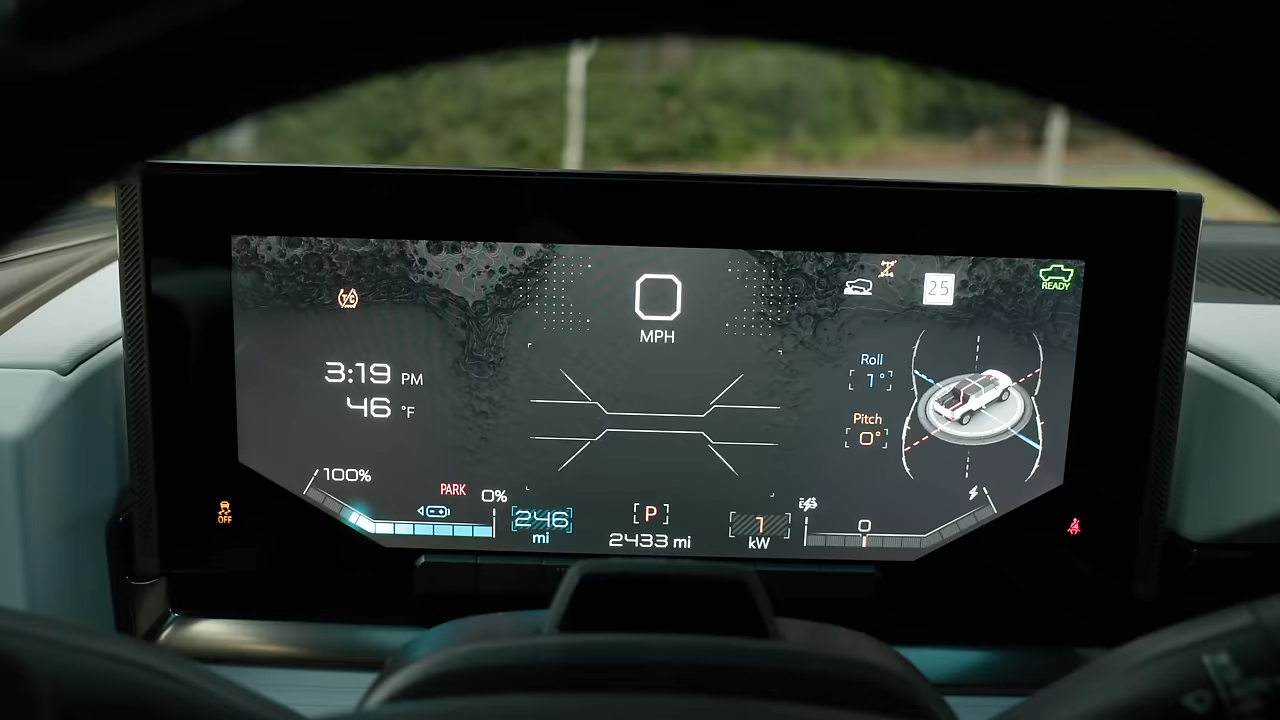 0
MPH
T/C
25
READY
3:19 PM
46 °F
Roll
1°
Pitch
0°
100%
PARK
0%
OFF
246
mi
P
2433 mi
1
kW
0